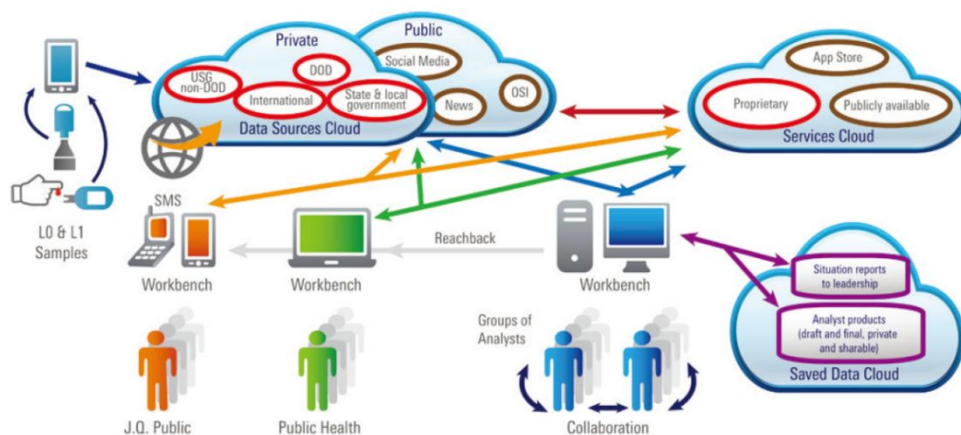 Private
Public
USG
non-DOD
DOD
International
State & local
government
Data Sources Cloud
Social Media
News
OSI
App Store
Proprietary
Publicly available
Services Cloud
L0 & L1
Samples
SMS
Workbench
Workbench
Reachback
Workbench
Situation reports
to leadership
Analyst products
(draft and final, private
and sharable)
Saved Data Cloud
Groups of
Analysts
J.Q. Public
Public Health
Collaboration